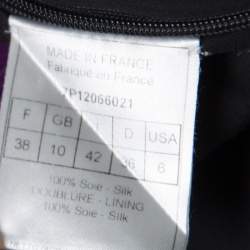 MADE IN FRANCE
Fabriqué en France
7P12066021
F GB I D USA
38 10 42 36 6
100% Soie - Silk
DOUBLURE - LINING
100% Soie - Silk